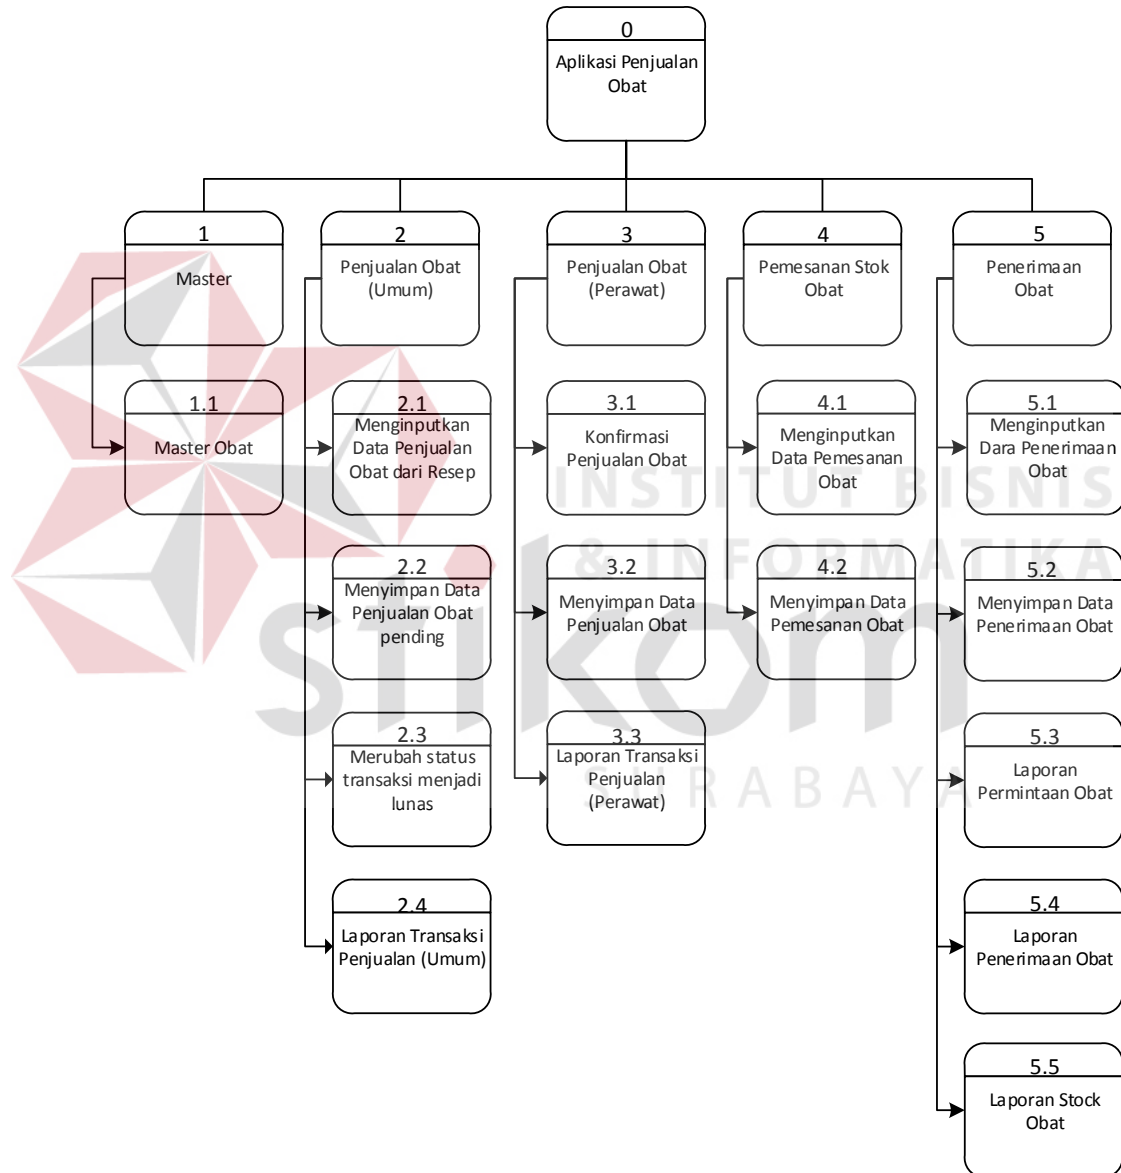 0
Aplikasi Penjualan
Obat
1
Master
2
Penjualan Obat
(Umum)
3
Penjualan Obat
(Perawat)
4
Pemesanan Stok
Obat
5
Penerimaan
Obat
1.1
Master Obat
2.1
Menginputkan
Data Penjualan
Obat dari Resep
3.1
Konfirmasi
Penjualan Obat
4.1
Menginputkan
Data Pemesanan
Obat
5.1
Menginputkan
Dara Penerimaan
Obat
2.2
Menyimpan Data
Penjualan Obat
pending
3.2
Menyimpan Data
Penjualan Obat
4.2
Menyimpan Data
Pemesanan Obat
5.2
Menyimpan Data
Penerimaan Obat
2.3
Merubah status
transaksi menjadi
lunas
3.3
Laporan Transaksi
Penjualan
(Perawat)
5.3
Laporan
Permintaan Obat
2.4
Laporan Transaksi
Penjualan (Umum)
5.4
Laporan
Penerimaan Obat
5.5
Laporan Stock
Obat
INSTITUT BISNIS
& INFORMATIKA
stikom
SURABAYA